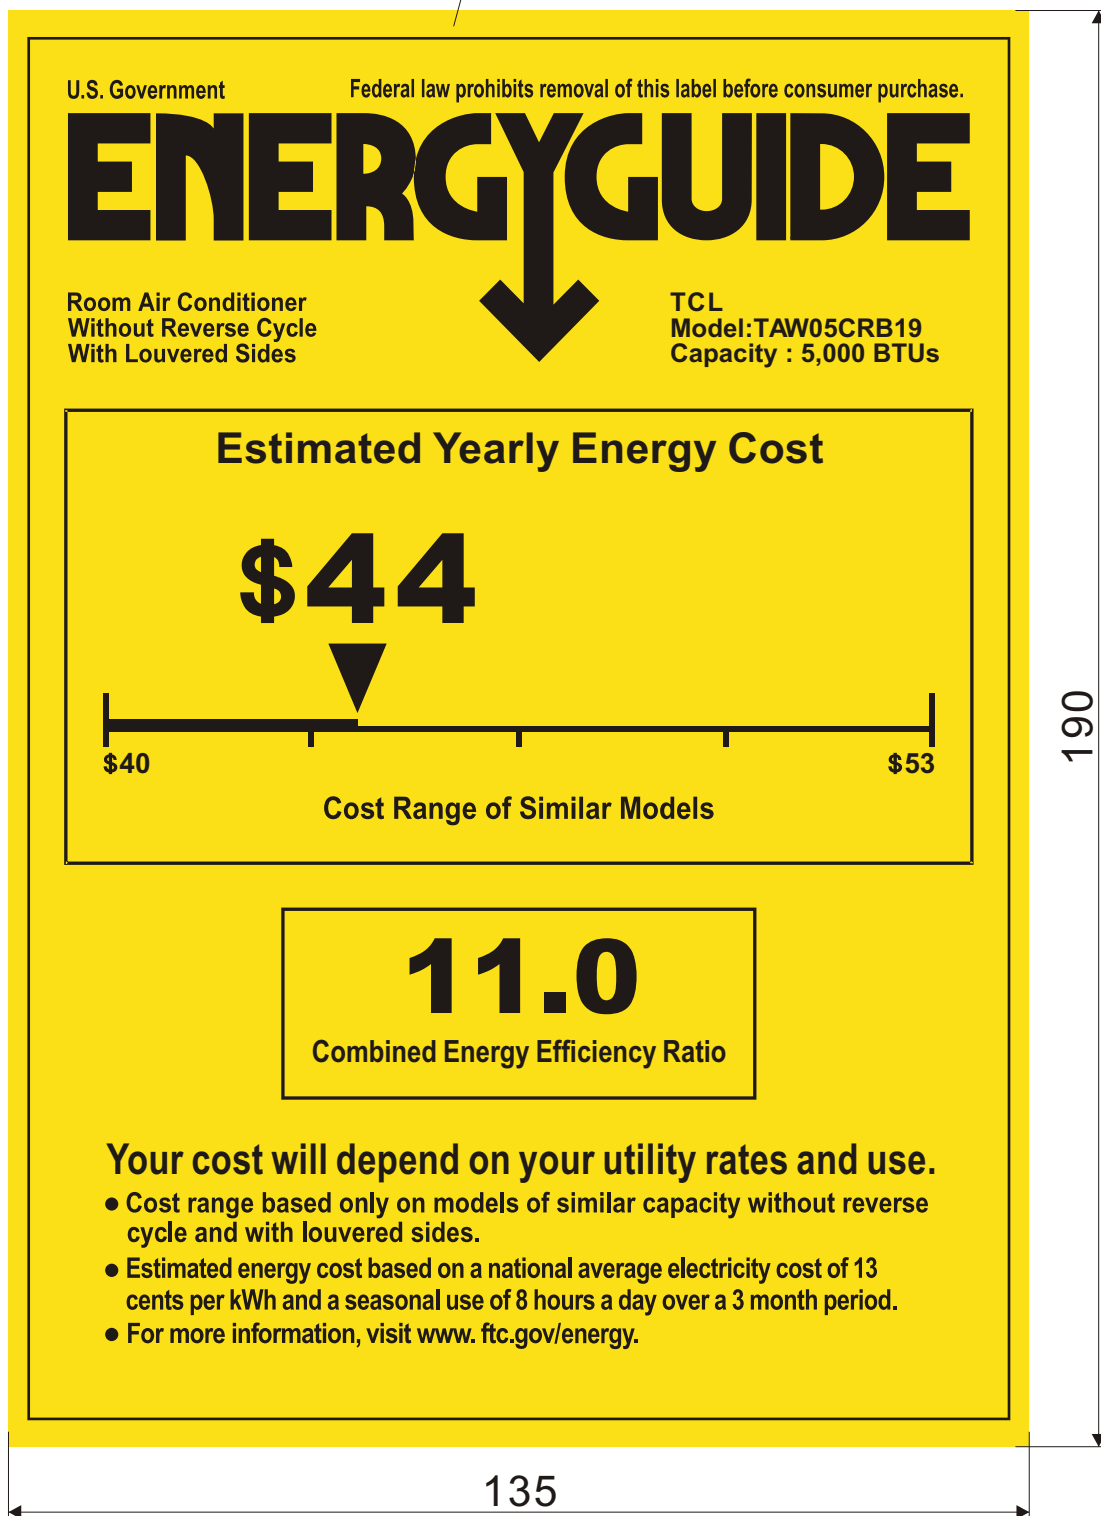 U.S. Government Federal law prohibits removal of this label before consumer purchase.
ENERGYGUIDE
Room Air Conditioner
Without Reverse Cycle
With Louvered Sides
TCL
Model:TAW05CRB19
Capacity : 5,000 BTUs
Estimated Yearly Energy Cost
$44
$40 $53
Cost Range of Similar Models
190
11.0
Combined Energy Efficiency Ratio
Your cost will depend on your utility rates and use.
● Cost range based only on models of similar capacity without reverse
cycle and with louvered sides.
● Estimated energy cost based on a national average electricity cost of 13
cents per kWh and a seasonal use of 8 hours a day over a 3 month period.
● For more information, visit www. ftc.gov/energy.
135